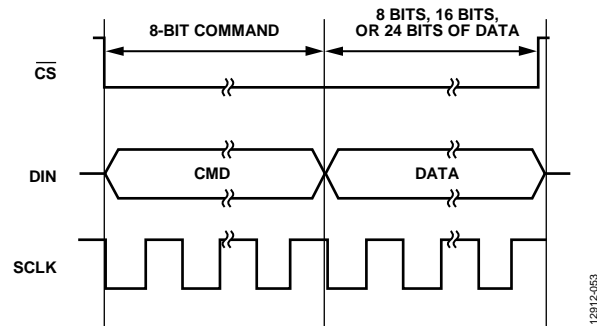 8-BIT COMMAND
8 BITS, 16 BITS,
OR 24 BITS OF DATA
CS
DIN
CMD
DATA
SCLK
12912-053